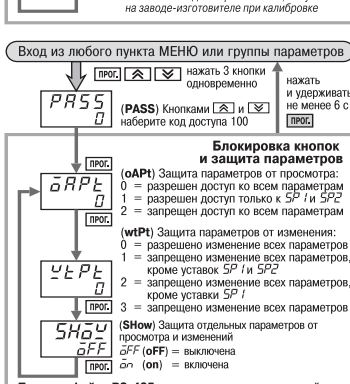 на заводе-изготовителе при калибровке
Вход из любого пункта МЕНЮ или группы параметров
ПРОГ. нажать 3 кнопки
одновременно
нажать
и удерживать
не менее 6 с
ПРОГ.
PASS
0
(PASS) Кнопками и
наберите код доступа 100
Блокировка кнопок
и защита параметров
ПРОГ.
oAPt
0
(oAPt) Защита параметров от просмотра:
0 = разрешен доступ ко всем параметрам
1 = разрешен доступ только к SP1 и SP2
2 = запрещен доступ ко всем параметрам
ПРОГ.
(wtPt) Защита параметров от изменения:
0 = разрешено изменение всех параметров
1 = запрещено изменение всех параметров,
кроме уставок SP1 и SP2
wtPt
0
2 = запрещено изменение всех параметров,
кроме уставки SP1
ПРОГ.
3 = запрещено изменение всех параметров
SHow
oFF
(SHow) Защита отдельных параметров от
просмотра и изменений
oFF (oFF) = выключена
ПРОГ.
on (on) = включена